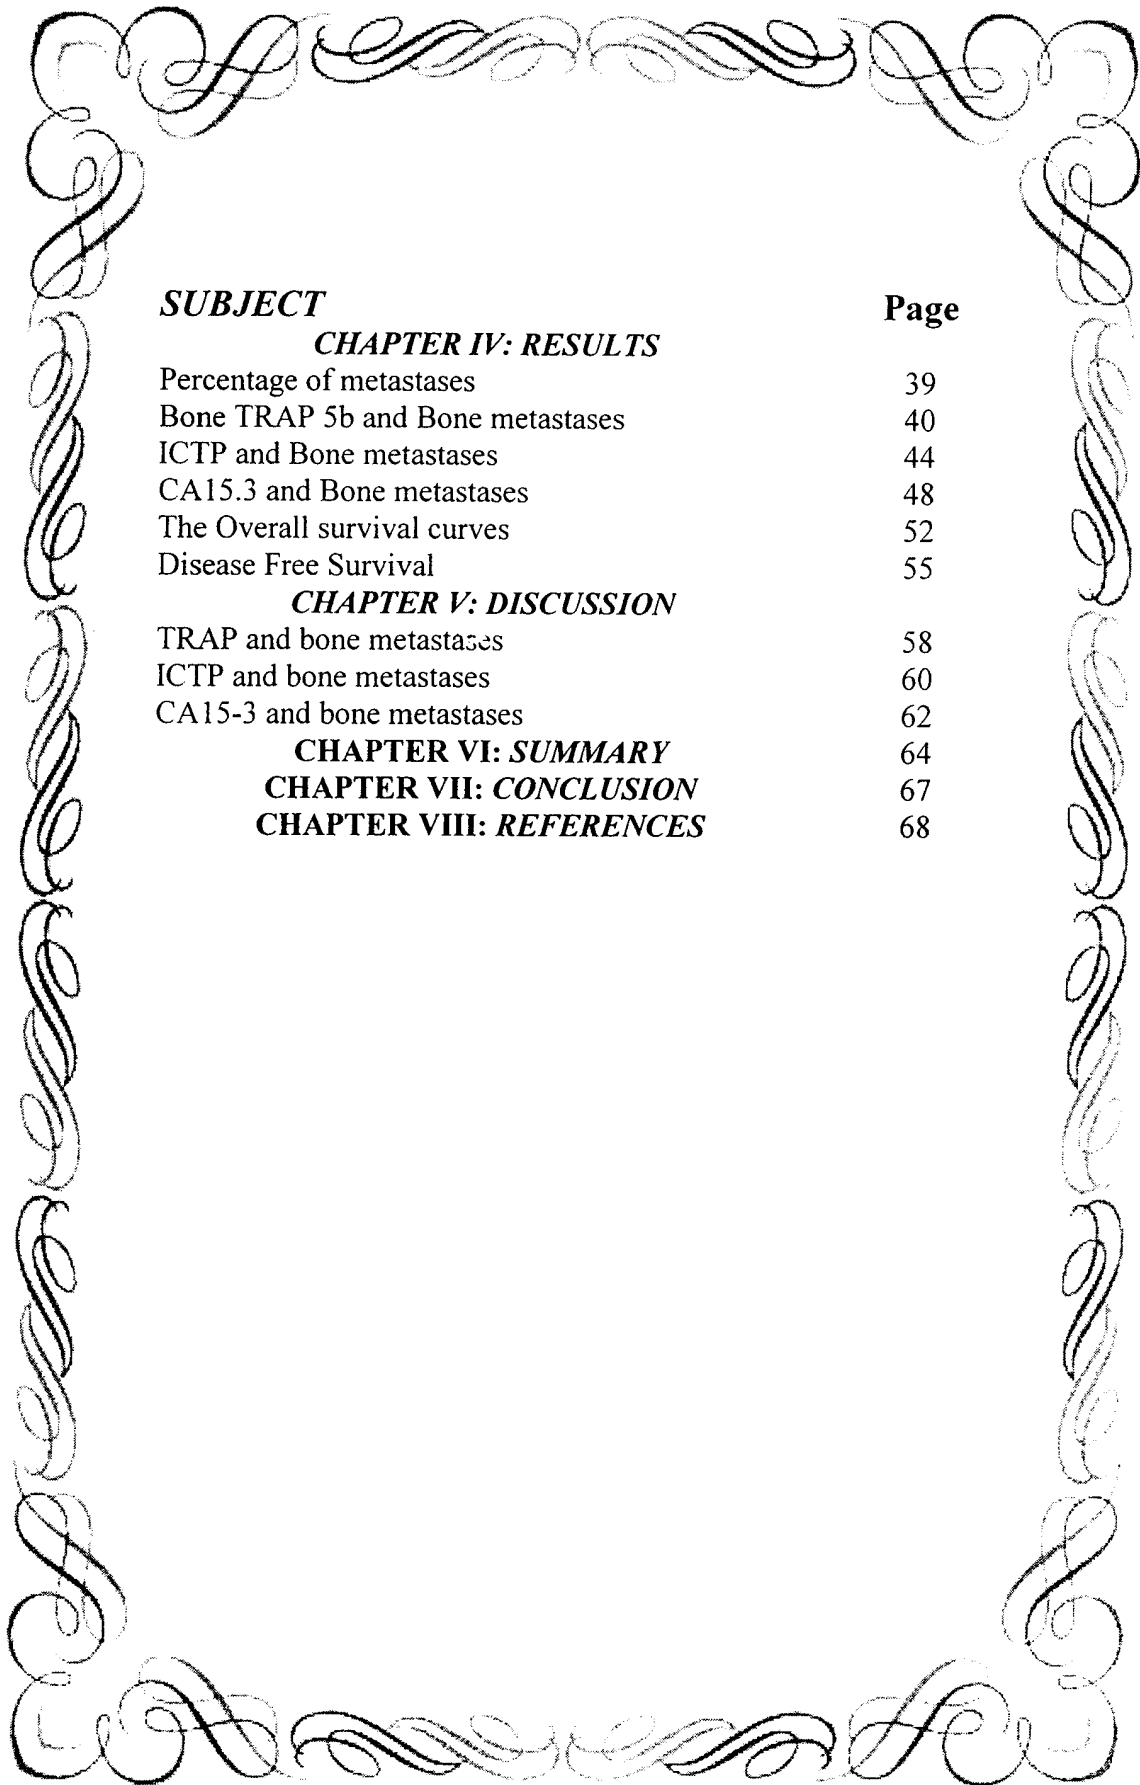 SUBJECT Page
CHAPTER IV: RESULTS
Percentage of metastases 39
Bone TRAP 5b and Bone metastases 40
ICTP and Bone metastases 44
CA15.3 and Bone metastases 48
The Overall survival curves 52
Disease Free Survival 55
CHAPTER V: DISCUSSION
TRAP and bone metastases 58
ICTP and bone metastases 60
CA15-3 and bone metastases 62
CHAPTER VI: SUMMARY 64
CHAPTER VII: CONCLUSION 67
CHAPTER VIII: REFERENCES 68